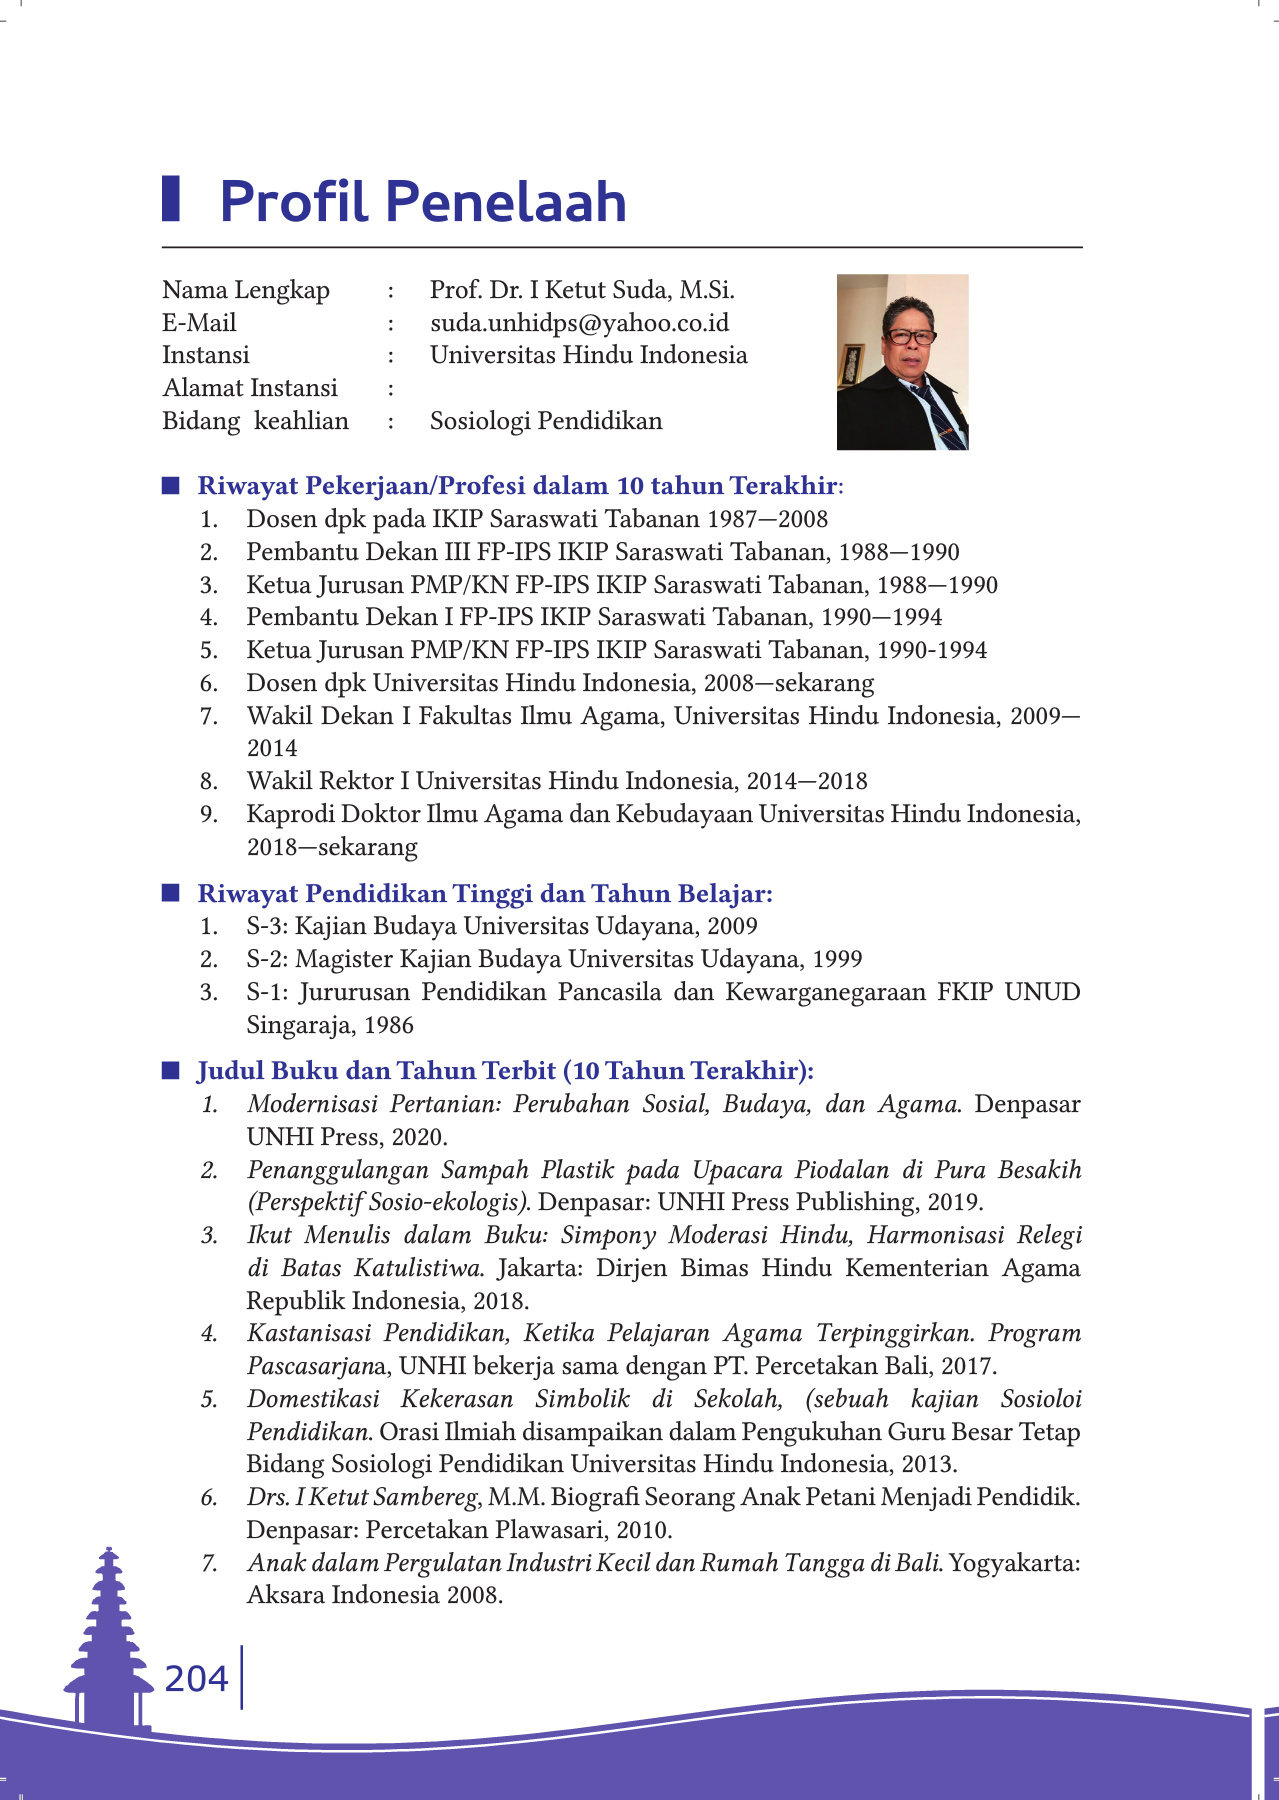 Profil Penelaah
Nama Lengkap : Prof. Dr. I Ketut Suda, M.Si.
E-Mail : suda.unhidps@yahoo.co.id
Instansi : Universitas Hindu Indonesia
Alamat Instansi :
Bidang keahlian : Sosiologi Pendidikan
Riwayat Pekerjaan/Profesi dalam 10 tahun Terakhir:
1. Dosen dpk pada IKIP Saraswati Tabanan 1987—2008
2. Pembantu Dekan III FP-IPS IKIP Saraswati Tabanan, 1988—1990
3. Ketua Jurusan PMP/KN FP-IPS IKIP Saraswati Tabanan, 1988—1990
4. Pembantu Dekan I FP-IPS IKIP Saraswati Tabanan, 1990—1994
5. Ketua Jurusan PMP/KN FP-IPS IKIP Saraswati Tabanan, 1990-1994
6. Dosen dpk Universitas Hindu Indonesia, 2008—sekarang
7. Wakil Dekan I Fakultas Ilmu Agama, Universitas Hindu Indonesia, 2009—
2014
8. Wakil Rektor I Universitas Hindu Indonesia, 2014—2018
9. Kaprodi Doktor Ilmu Agama dan Kebudayaan Universitas Hindu Indonesia,
2018—sekarang
Riwayat Pendidikan Tinggi dan Tahun Belajar:
1. S-3: Kajian Budaya Universitas Udayana, 2009
2. S-2: Magister Kajian Budaya Universitas Udayana, 1999
3. S-1: Jururusan Pendidikan Pancasila dan Kewarganegaraan FKIP UNUD
Singaraja, 1986
Judul Buku dan Tahun Terbit (10 Tahun Terakhir):
1. Modernisasi Pertanian: Perubahan Sosial, Budaya, dan Agama. Denpasar
UNHI Press, 2020.
2. Penanggulangan Sampah Plastik pada Upacara Piodalan di Pura Besakih
(Perspektif Sosio-ekologis). Denpasar: UNHI Press Publishing, 2019.
3. Ikut Menulis dalam Buku: Simpony Moderasi Hindu, Harmonisasi Relegi
di Batas Katulistiwa. Jakarta: Dirjen Bimas Hindu Kementerian Agama
Republik Indonesia, 2018.
4. Kastanisasi Pendidikan, Ketika Pelajaran Agama Terpinggirkan. Program
Pascasarjana, UNHI bekerja sama dengan PT. Percetakan Bali, 2017.
5. Domestikasi Kekerasan Simbolik di Sekolah, (sebuah kajian Sosioloi
Pendidikan. Orasi Ilmiah disampaikan dalam Pengukuhan Guru Besar Tetap
Bidang Sosiologi Pendidikan Universitas Hindu Indonesia, 2013.
6. Drs. I Ketut Sambereg, M.M. Biografi Seorang Anak Petani Menjadi Pendidik.
Denpasar: Percetakan Plawasari, 2010.
7. Anak dalam Pergulatan Industri Kecil dan Rumah Tangga di Bali. Yogyakarta:
Aksara Indonesia 2008.
204